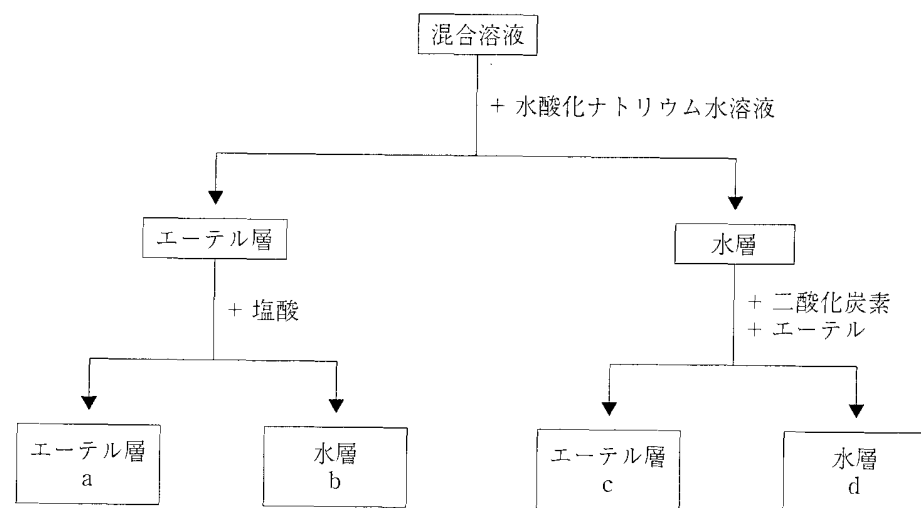 混合溶液
+ 水酸化ナトリウム水溶液
エーテル層
水層
+ 塩酸
+ 二酸化炭素
+ エーテル
エーテル層
a
水層
b
エーテル層
c
水層
d